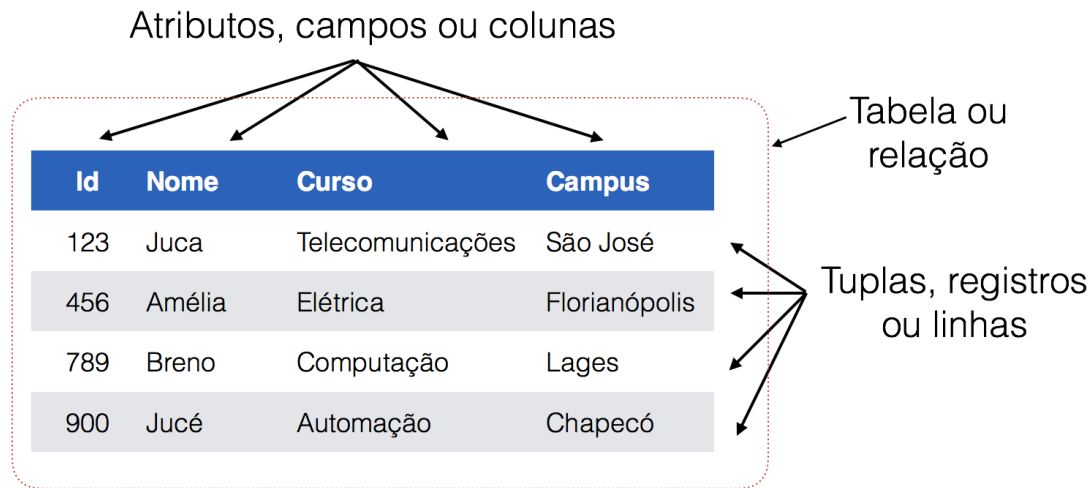 Atributos, campos ou colunas
Tabela ou
relação
Id Nome Curso Campus
123 Juca Telecomunicações São José
456 Amélia Elétrica Florianópolis
789 Breno Computação Lages
900 Jucé Automação Chapecó
Tuplas, registros
ou linhas